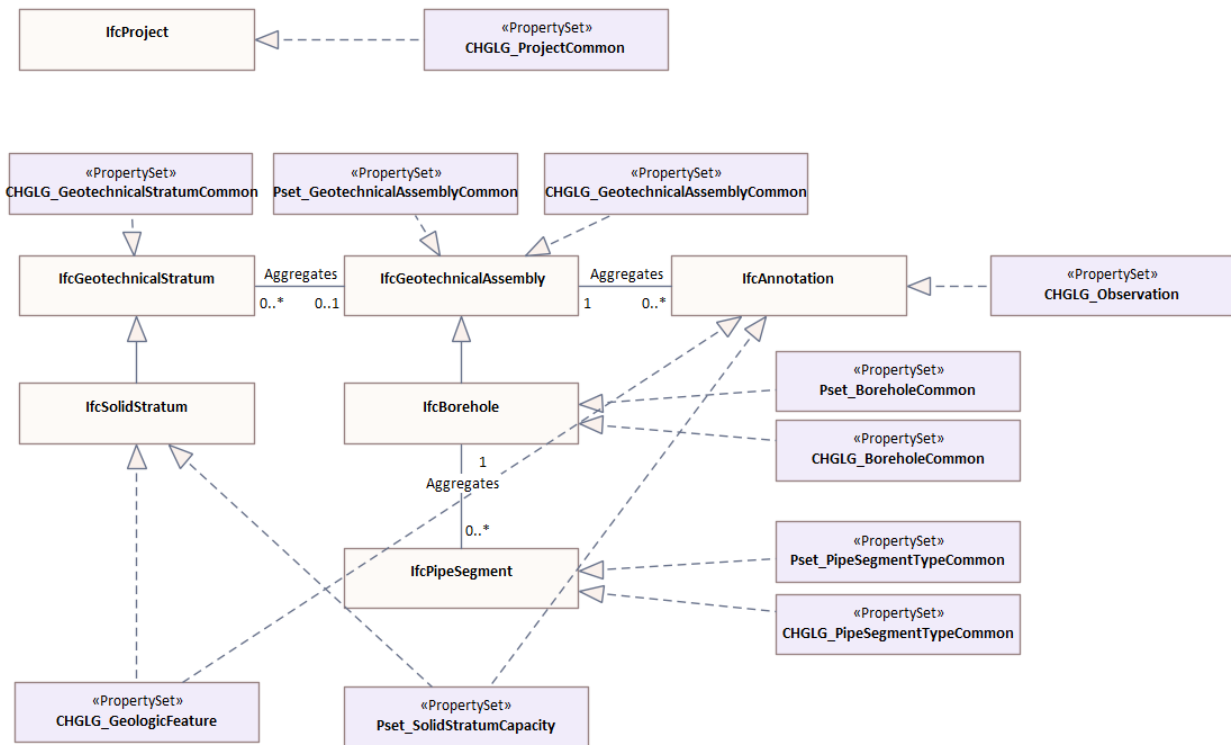 IfcProject
«PropertySet»
CHGLG_ProjectCommon
«PropertySet»
CHGLG_GeotechnicalStratumCommon
«PropertySet»
Pset_GeotechnicalAssemblyCommon
«PropertySet»
CHGLG_GeotechnicalAssemblyCommon
IfcGeotechnicalStratum
Aggregates
0..*
0..1
IfcGeotechnicalAssembly
Aggregates
1
0..*
IfcAnnotation
«PropertySet»
CHGLG_Observation
IfcSolidStratum
IfcBorehole
«PropertySet»
Pset_BoreholeCommon
«PropertySet»
CHGLG_BoreholeCommon
1
Aggregates
0..*
IfcPipeSegment
«PropertySet»
Pset_PipeSegmentTypeCommon
«PropertySet»
CHGLG_PipeSegmentTypeCommon
«PropertySet»
CHGLG_GeologicFeature
«PropertySet»
Pset_SolidStratumCapacity